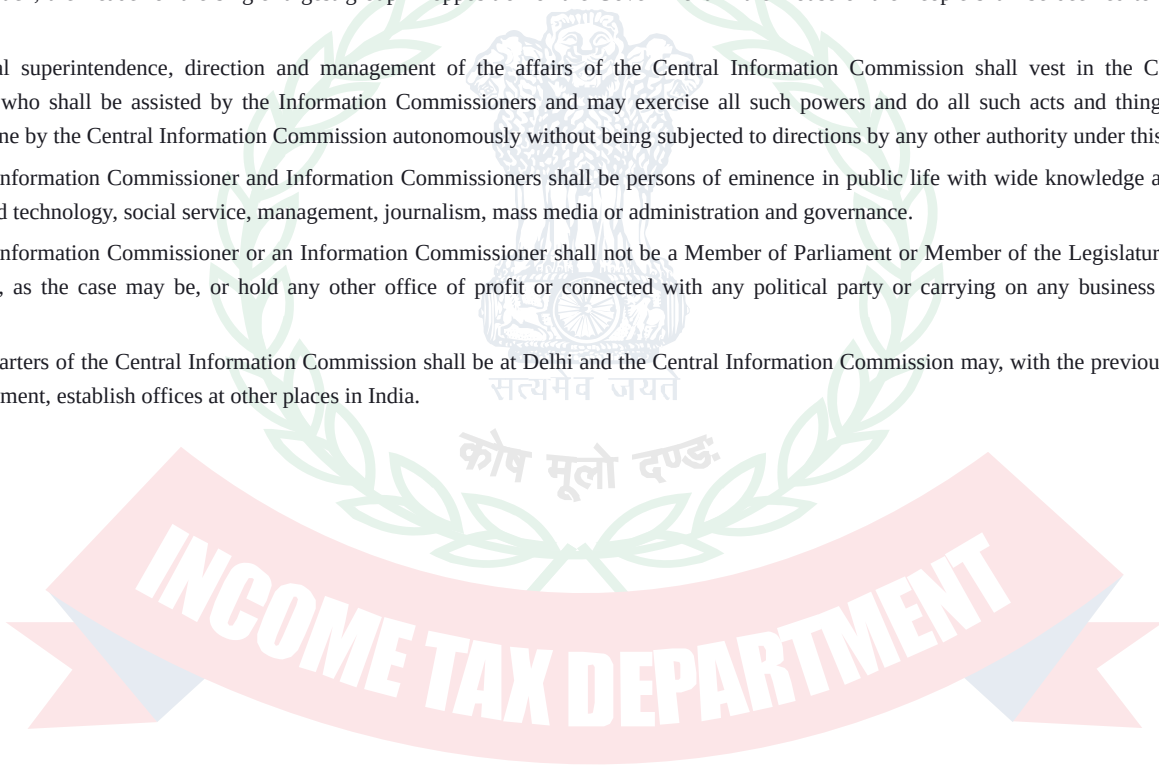 al superintendence, direction and management of the affairs of the Central Information Commission shall vest in the C
who shall be assisted by the Information Commissioners and may exercise all such powers and do all such acts and thing
ne by the Central Information Commission autonomously without being subjected to directions by any other authority under this
nformation Commissioner and Information Commissioners shall be persons of eminence in public life with wide knowledge a
d technology, social service, management, journalism, mass media or administration and governance.
nformation Commissioner or an Information Commissioner shall not be a Member of Parliament or Member of the Legislatur
, as the case may be, or hold any other office of profit or connected with any political party or carrying on any business
arters of the Central Information Commission shall be at Delhi and the Central Information Commission may, with the previou
ment, establish offices at other places in India.
सत्यमेव जयते
कोष मूलो दण्डः
INCOME TAX DEPARTMENT